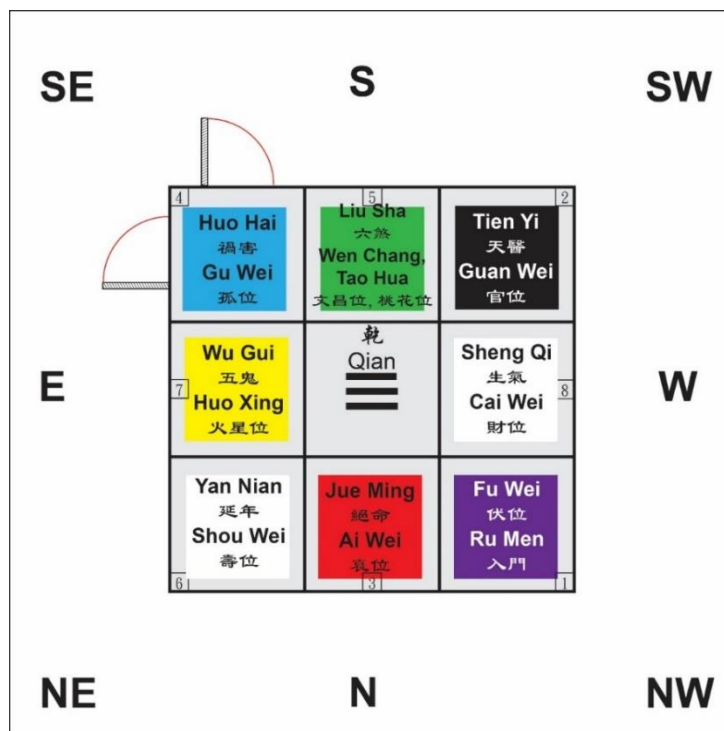 SE
S
SW
4
5
2
Huo Hai
禍害
Gu Wei
孤位
Liu Sha
六煞
Wen Chang,
Tao Hua
文昌位, 桃花位
Tien Yi
天醫
Guan Wei
官位
E
Wu Gui
五鬼
Huo Xing
火星位
7
乾
Qian
Sheng Qi
生氣
Cai Wei
財位
8
W
Yan Nian
延年
Shou Wei
壽位
Jue Ming
絕命
Ai Wei
哀位
Fu Wei
伏位
Ru Men
入門
6
3
1
NE
N
NW